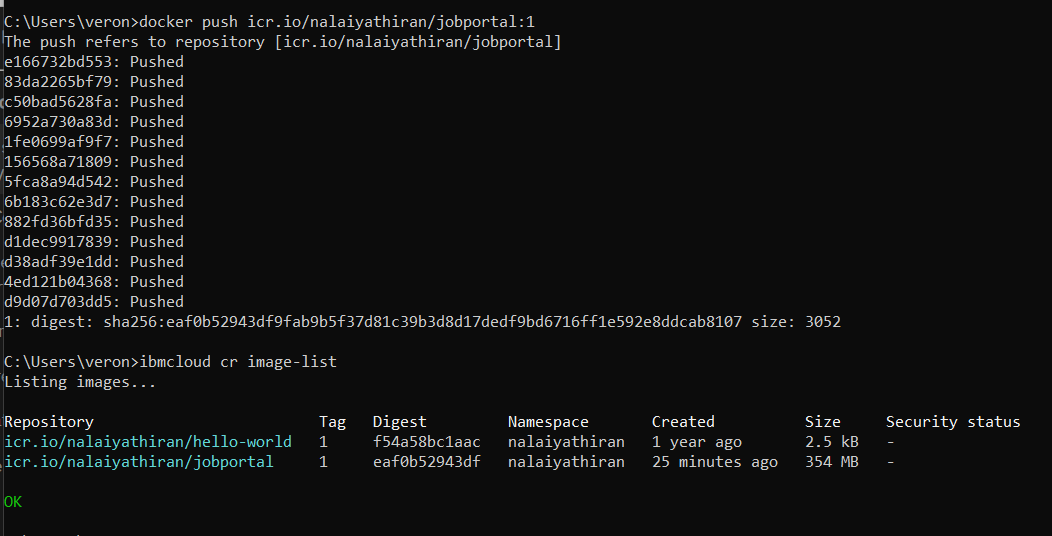 C:\Users\veron>docker push icr.io/nalaiyathiran/jobportal:1
The push refers to repository [icr.io/nalaiyathiran/jobportal]
e166732bd553: Pushed
83da2265bf79: Pushed
c50bad5628fa: Pushed
6952a730a83d: Pushed
1fe0699af9f7: Pushed
156568a71809: Pushed
5fca8a94d542: Pushed
6b183c62e3d7: Pushed
882fd36bfd35: Pushed
d1dec9917839: Pushed
d38adf39e1dd: Pushed
4ed121b04368: Pushed
d9d07d703dd5: Pushed
1: digest: sha256:eaf0b52943df9fab9b5f37d81c39b3d8d17dedf9bd6716ff1e592e8ddcab8107 size: 3052
C:\Users\veron>ibmcloud cr image-list
Listing images...
Repository Tag Digest Namespace Created Size Security status
icr.io/nalaiyathiran/hello-world 1 f54a58bc1aac nalaiyathiran 1 year ago 2.5 kB -
icr.io/nalaiyathiran/jobportal 1 eaf0b52943df nalaiyathiran 25 minutes ago 354 MB -
OK